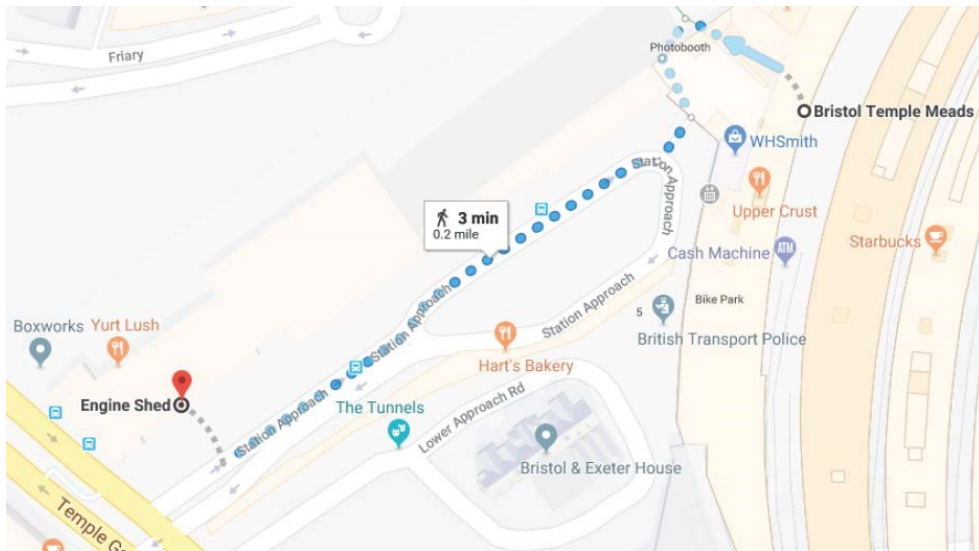 Friary
Photobooth
Bristol Temple Meads
WHSmith
Station
Approach
3 min
0.2 mile
Upper Crust
Cash Machine
ATM
Starbucks
Station Approach
Station Approach
Bike Park
5
British Transport Police
Boxworks
Yurt Lush
Hart's Bakery
Engine Shed
Station Approach
The Tunnels
Lower Approach Rd
Bristol & Exeter House
Temple G